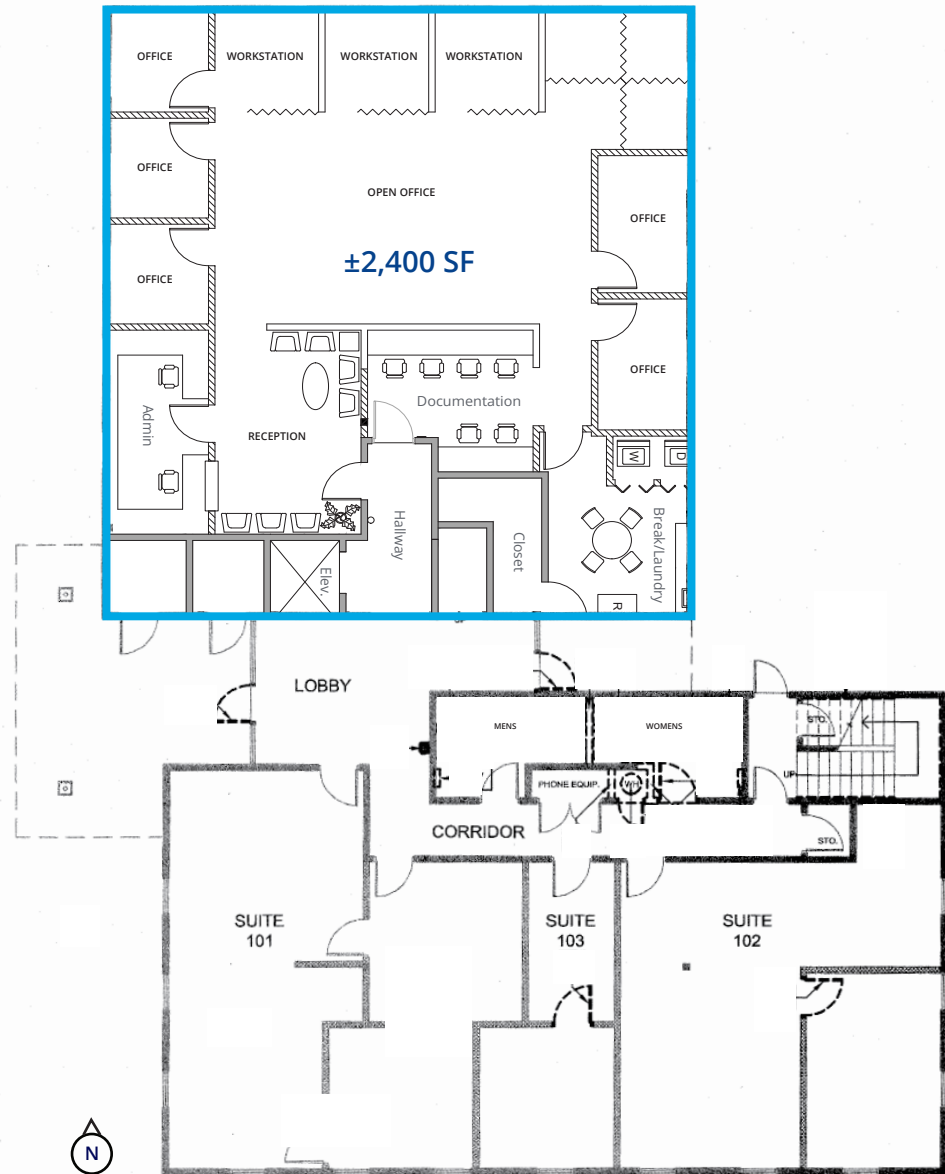 OFFICE
WORKSTATION
WORKSTATION
WORKSTATION
OFFICE
OPEN OFFICE
OFFICE
±2,400 SF
OFFICE
OFFICE
Documentation
Admin
RECEPTION
W
D
Hallway
Closet
Break/Laundry
Elev.
R
LOBBY
MENS
WOMENS
STO.
UP
PHONE EQUIP.
WH
CORRIDOR
STO.
SUITE
101
SUITE
103
SUITE
102
N